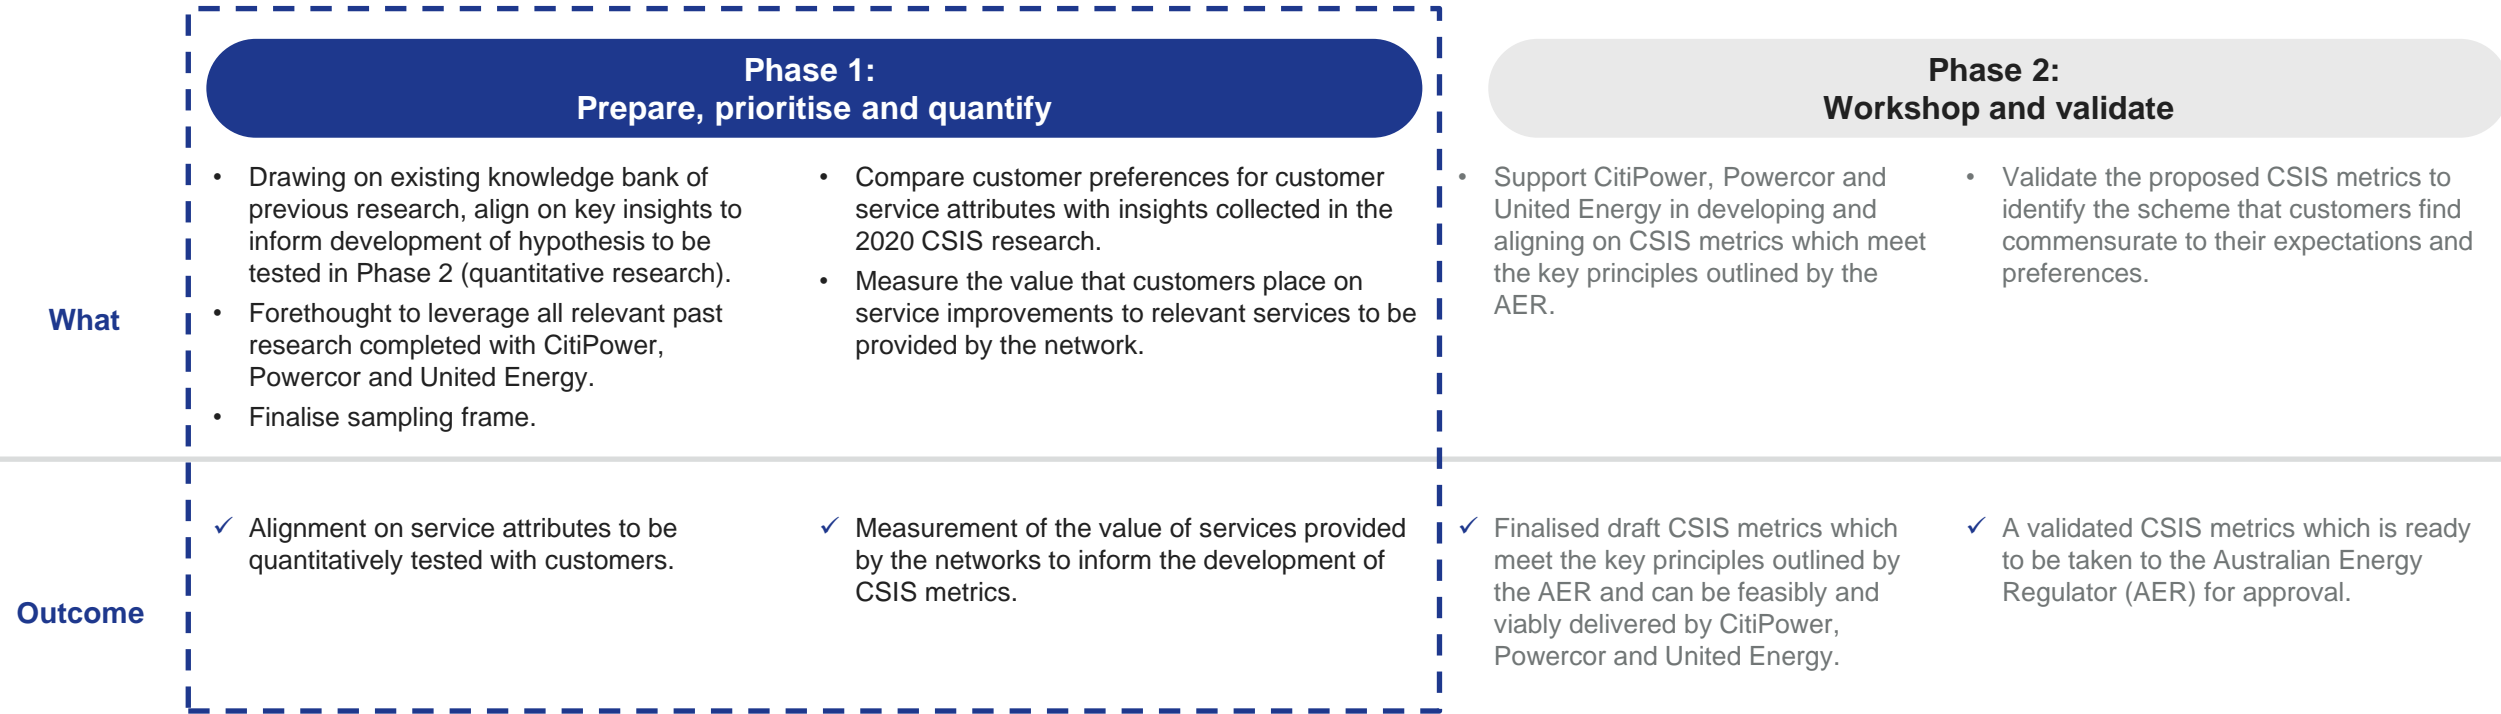 Phase 1:
Prepare, prioritise and quantify
Phase 2:
Workshop and validate
What
• Drawing on existing knowledge bank of
previous research, align on key insights to
inform development of hypothesis to be
tested in Phase 2 (quantitative research).
• Forethought to leverage all relevant past
research completed with CitiPower,
Powercor and United Energy.
• Finalise sampling frame.
• Compare customer preferences for customer
service attributes with insights collected in the
2020 CSIS research.
• Measure the value that customers place on
service improvements to relevant services to be
provided by the network.
• Support CitiPower, Powercor and
United Energy in developing and
aligning on CSIS metrics which meet
the key principles outlined by the
AER.
• Validate the proposed CSIS metrics to
identify the scheme that customers find
commensurate to their expectations and
preferences.
Outcome
✓ Alignment on service attributes to be
quantitatively tested with customers.
✓ Measurement of the value of services provided
by the networks to inform the development of
CSIS metrics.
✓ Finalised draft CSIS metrics which
meet the key principles outlined by
the AER and can be feasibly and
viably delivered by CitiPower,
Powercor and United Energy.
✓ A validated CSIS metrics which is ready
to be taken to the Australian Energy
Regulator (AER) for approval.